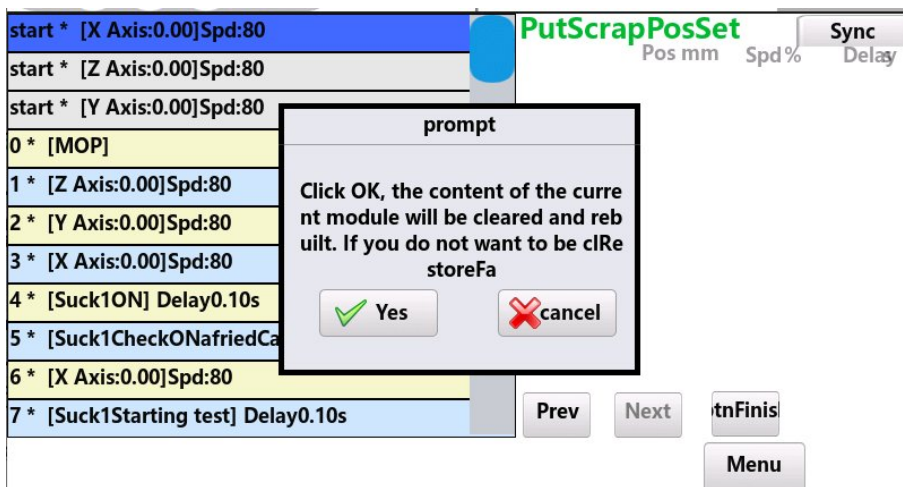 start *  [X Axis:0.00]Spd:80
start *  [Z Axis:0.00]Spd:80
start *  [Y Axis:0.00]Spd:80
0 *  [MOP]
1 *  [Z Axis:0.00]Spd:80
2 *  [Y Axis:0.00]Spd:80
3 *  [X Axis:0.00]Spd:80
4 *  [Suck1ON] Delay0.10s
5 *  [Suck1CheckONafriedCa
6 *  [X Axis:0.00]Spd:80
7 *  [Suck1Starting test] Delay0.10s
PutScrapPosSet
Sync
Pos mm Spd% Delay
prompt
Click OK, the content of the curre
nt module will be cleared and reb
uilt. If you do not want to be clRe
storeFa
Yes
cancel
Prev
Next
tnFinis
Menu